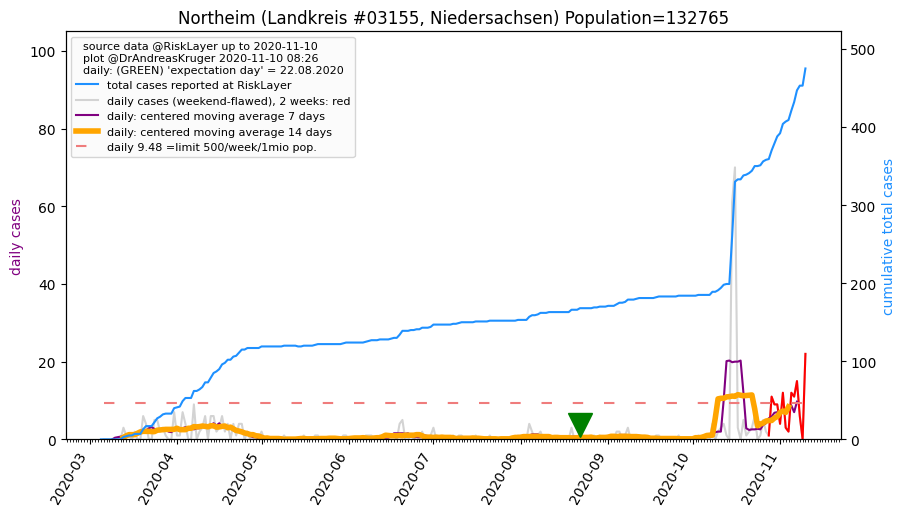 Northeim (Landkreis #03155, Niedersachsen) Population=132765
source data @RiskLayer up to 2020-11-10
plot @DrAndreasKruger 2020-11-10 08:26
daily: (GREEN) 'expectation day' = 22.08.2020
total cases reported at RiskLayer
daily cases (weekend-flawed), 2 weeks: red
daily: centered moving average 7 days
daily: centered moving average 14 days
daily 9.48 =limit 500/week/1mio pop.
daily cases
100
80
60
40
20
0
cumulative total cases
500
400
300
200
100
0
2020-03
2020-04
2020-05
2020-06
2020-07
2020-08
2020-09
2020-10
2020-11